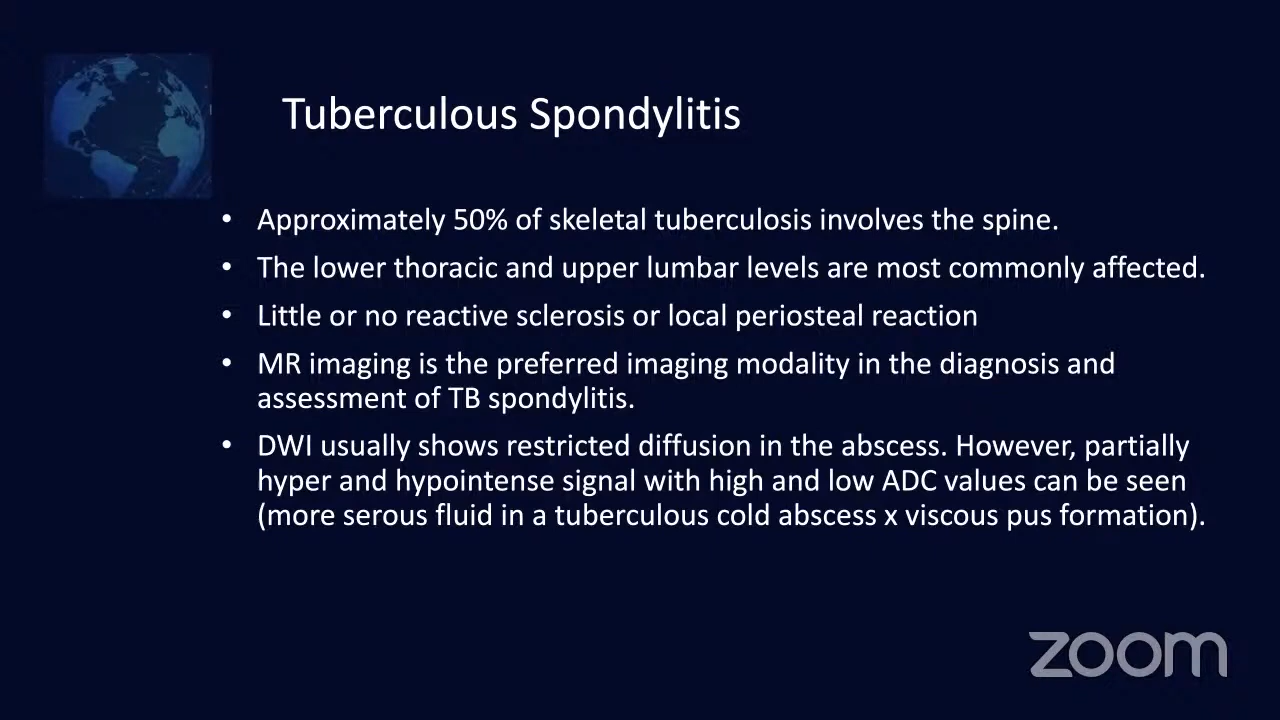 Tuberculous Spondylitis
• Approximately 50% of skeletal tuberculosis involves the spine.
• The lower thoracic and upper lumbar levels are most commonly affected.
• Little or no reactive sclerosis or local periosteal reaction
• MR imaging is the preferred imaging modality in the diagnosis and
assessment of TB spondylitis.
• DWI usually shows restricted diffusion in the abscess. However, partially
hyper and hypointense signal with high and low ADC values can be seen
(more serous fluid in a tuberculous cold abscess x viscous pus formation).
zoom